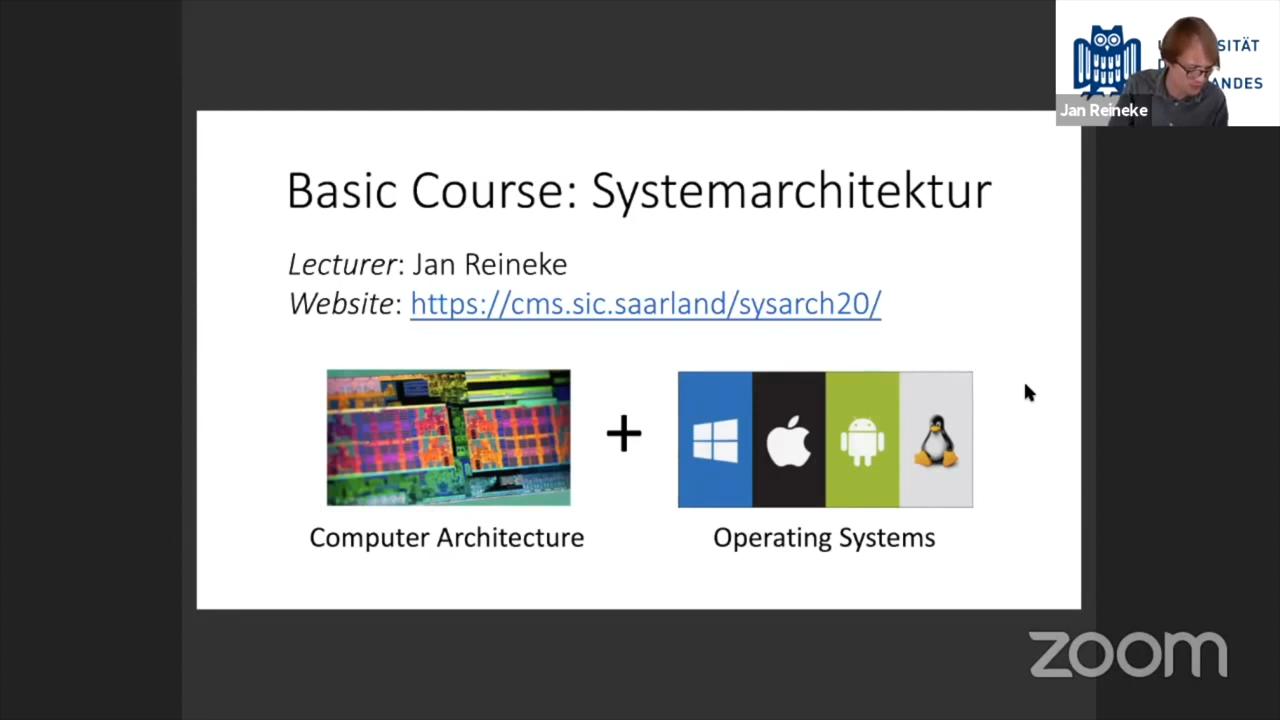 SITÄT
ANDES
Jan Reineke
Basic Course: Systemarchitektur
Lecturer: Jan Reineke
Website: https://cms.sic.saarland/sysarch20/
+
Computer Architecture
Operating Systems
zoom